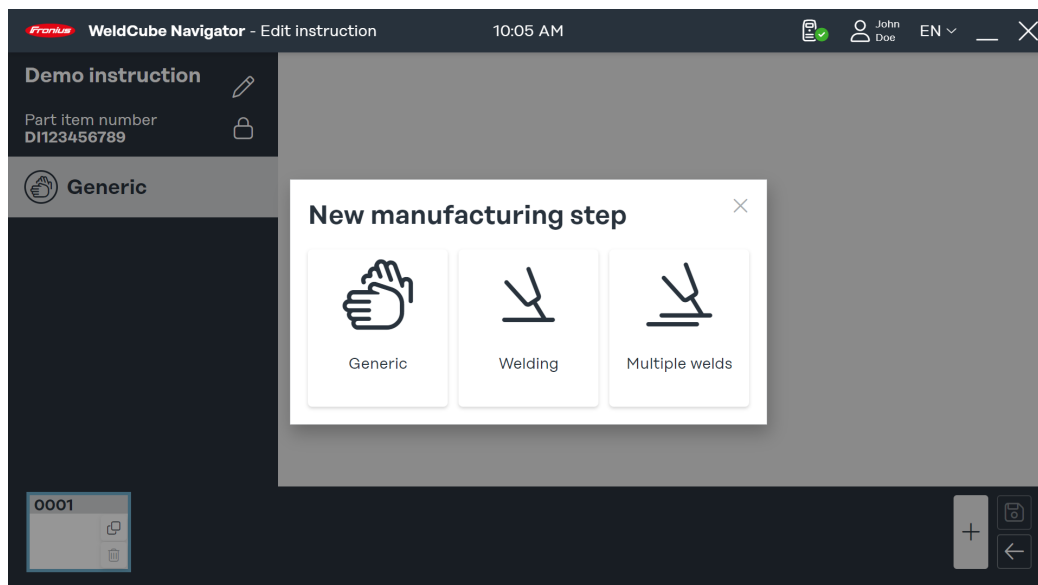 Fronius WeldCube Navigator - Edit instruction 10:05 AM John Doe EN
Demo instruction
Part item number
DI123456789
Generic
New manufacturing step
Generic Welding Multiple welds
0001